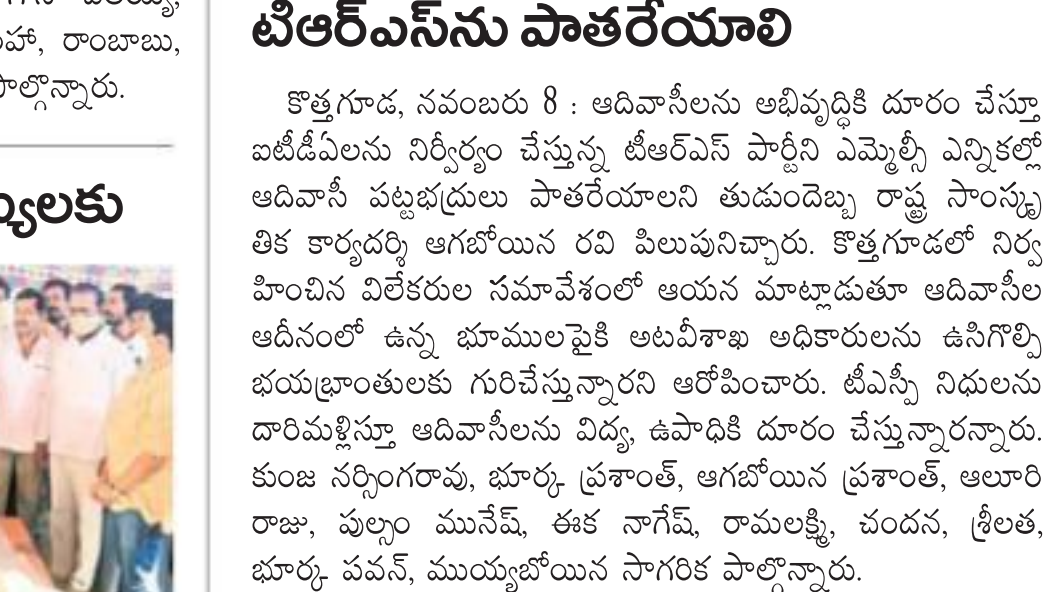 రాంబాబు,
టీఆర్ఎస్‌ను పాతరేయాలి
కొత్తగూడ, నవంబరు 8 : ఆదివాసీలను అభివృద్ధికి దూరం చేస్తూ
ఐటీడీఏలను నిర్వీర్యం చేస్తున్న టీఆర్ఎస్ పార్టీని ఎమ్మెల్సీ ఎన్నికల్లో
ఆదివాసీ పట్టభద్రులు పాతరేయాలని తుడుందెబ్బ రాష్ట్ర సాంస్కృ
తిక కార్యదర్శి ఆగబోయిన రవి పిలుపునిచ్చారు. కొత్తగూడలో నిర్వ
హించిన విలేకరుల సమావేశంలో ఆయన మాట్లాడుతూ ఆదివాసీల
ఆదీనంలో ఉన్న భూములపైకి అటవీశాఖ అధికారులను ఉసిగొల్పి
భయభ్రాంతులకు గురిచేస్తున్నారని ఆరోపించారు. టీఎస్పీ నిధులను
దారిమళ్లిస్తూ ఆదివాసీలను విద్య, ఉపాధికి దూరం చేస్తున్నారన్నారు.
కుంజ నర్సింగరావు, భూర్క ప్రశాంత్, ఆగబోయిన ప్రశాంత్, ఆలూరి
రాజు, పుల్సం మునేష్, ఈక నాగేష్, రామలక్ష్మి, చందన, శ్రీలత,
భూర్క పవన్, ముయ్యబోయిన సాగరిక పాల్గొన్నారు.